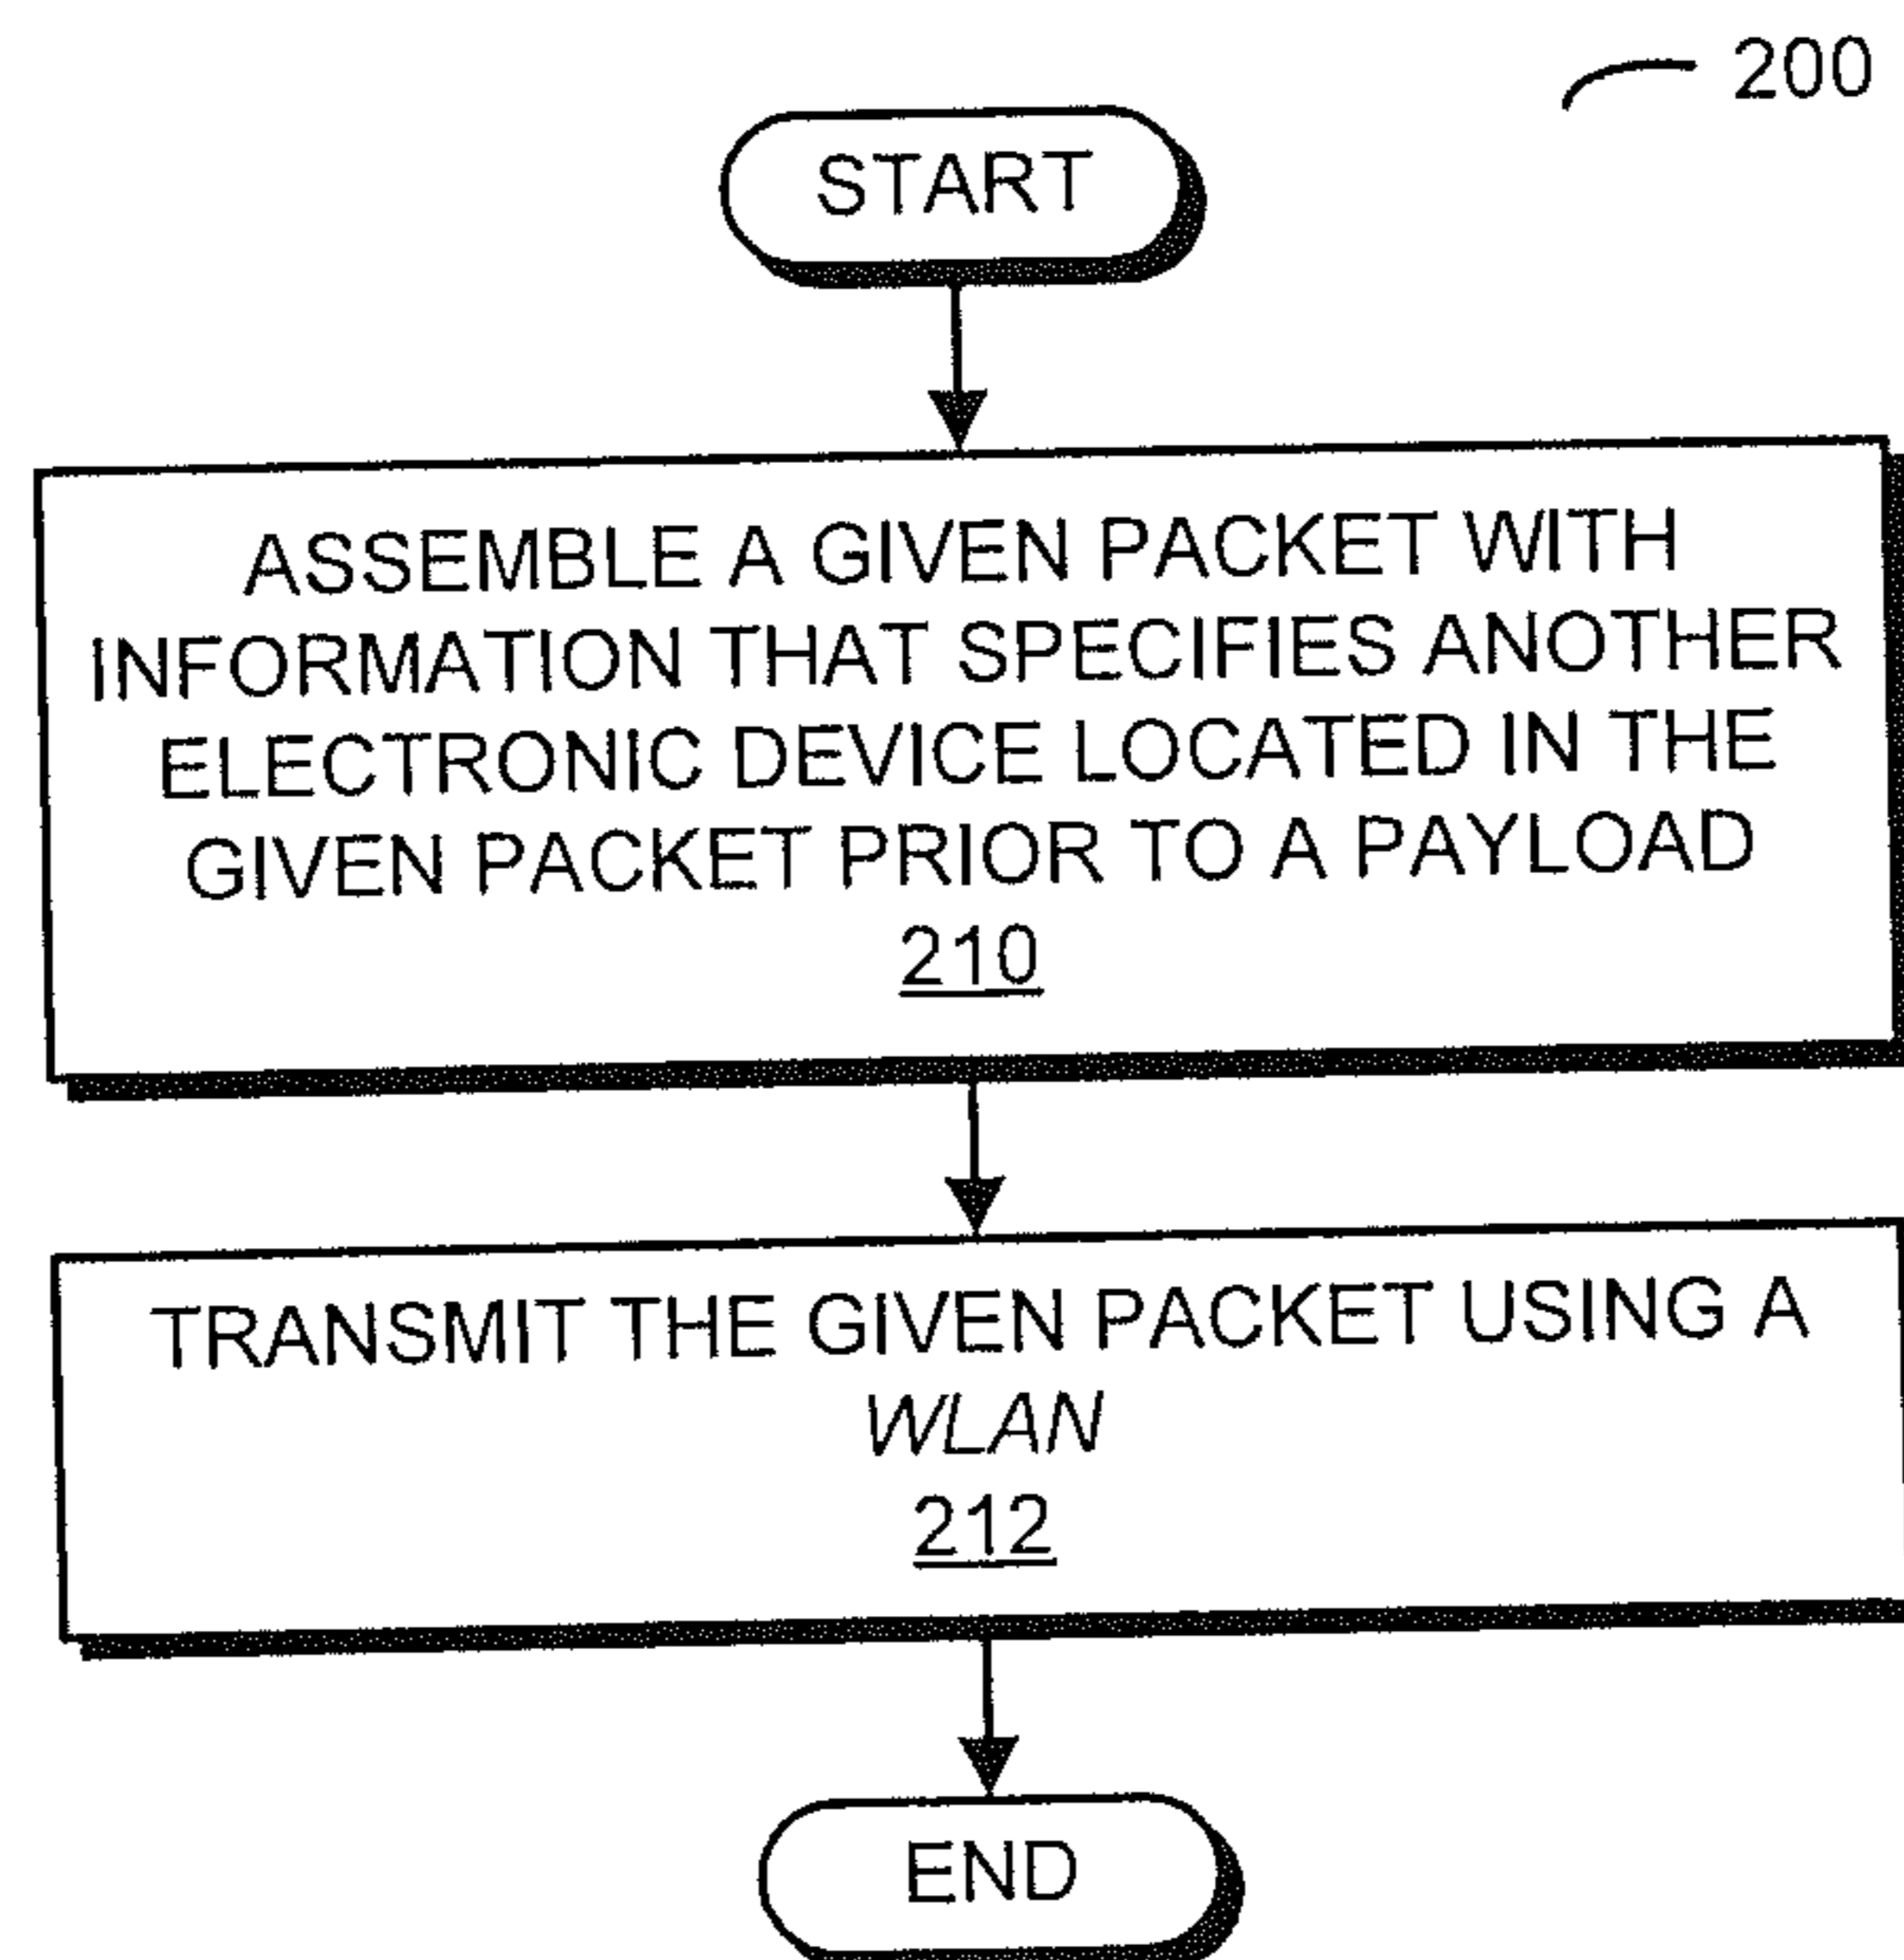 200
START
ASSEMBLE A GIVEN PACKET WITH
INFORMATION THAT SPECIFIES ANOTHER
ELECTRONIC DEVICE LOCATED IN THE
GIVEN PACKET PRIOR TO A PAYLOAD
210
TRANSMIT THE GIVEN PACKET USING A
WLAN
212
END